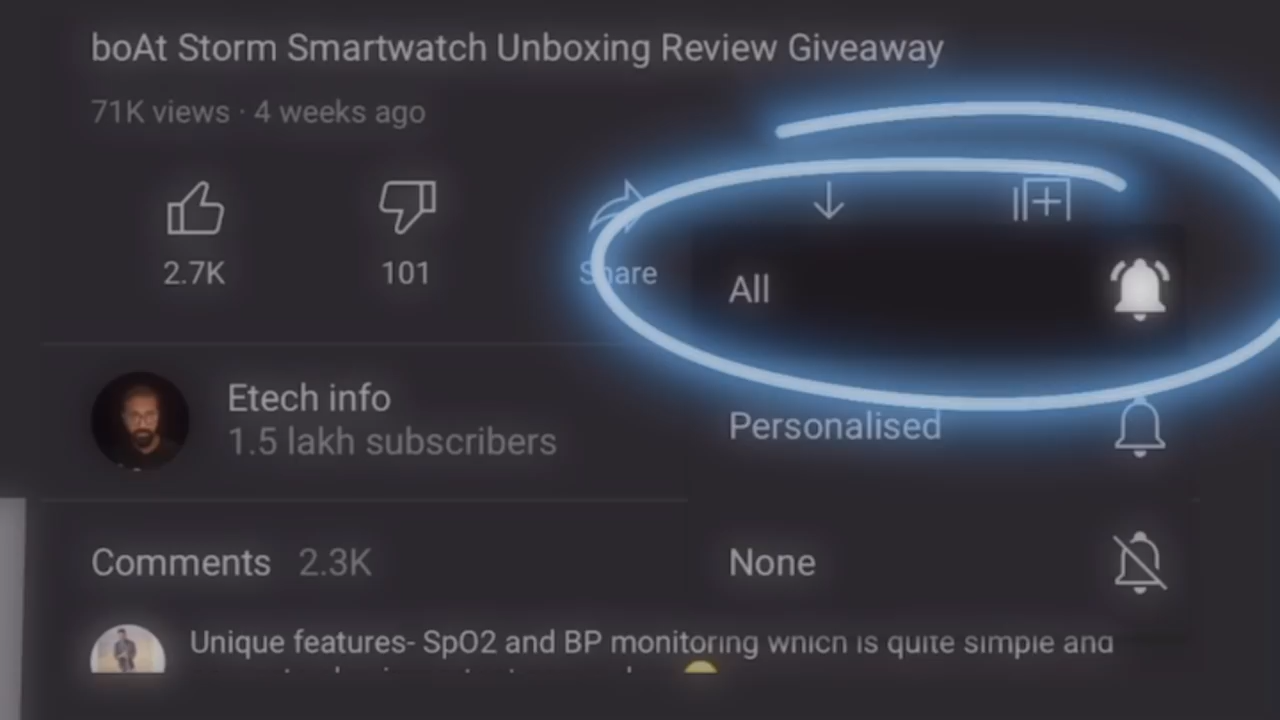 boAt Storm Smartwatch Unboxing Review Giveaway
71K views · 4 weeks ago
2.7K
101
Share
All
Etech info
1.5 lakh subscribers
Personalised
Comments 2.3K
None
Unique features- SpO2 and BP monitoring which is quite simple and